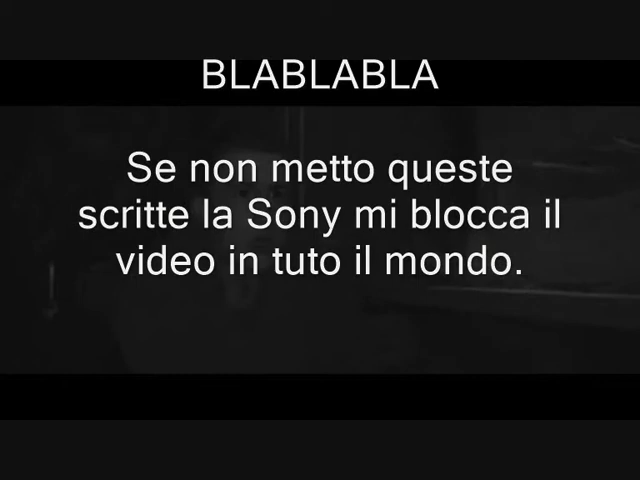 BLABLABLA
Se non metto queste
scritte la Sony mi blocca il
video in tuto il mondo.